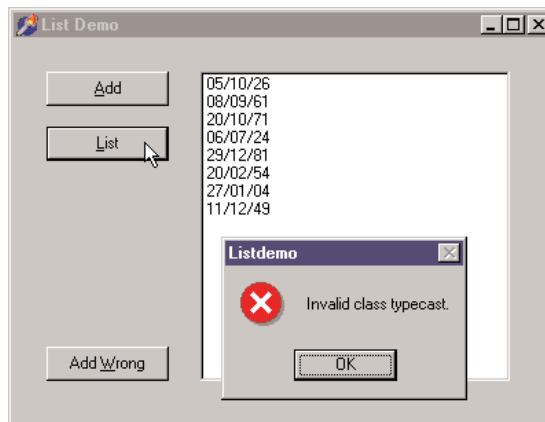 List Demo
Add
List
Add Wrong
05/10/26
08/09/61
20/10/71
06/07/24
29/12/81
20/02/54
27/01/04
11/12/49
Listdemo
Invalid class typecast.
OK